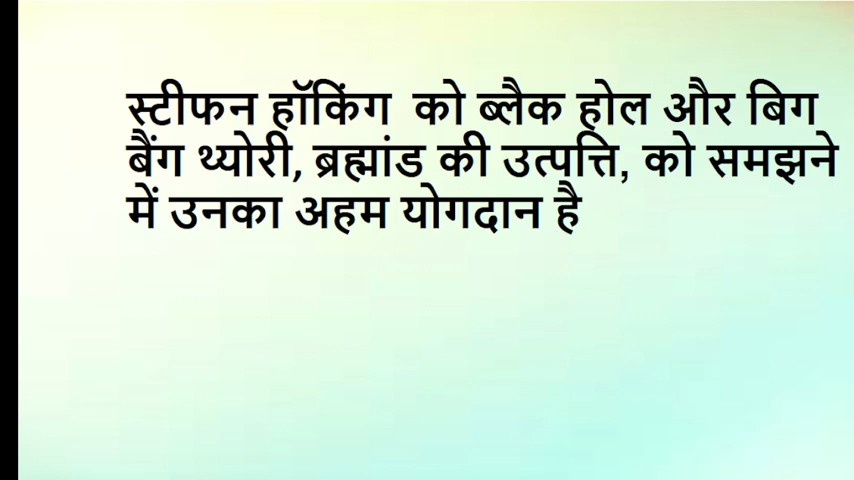 स्टीफन हॉकिंग  को ब्लैक होल और बिग
बैंग थ्योरी, ब्रह्मांड की उत्पत्ति, को समझने
में उनका अहम योगदान है